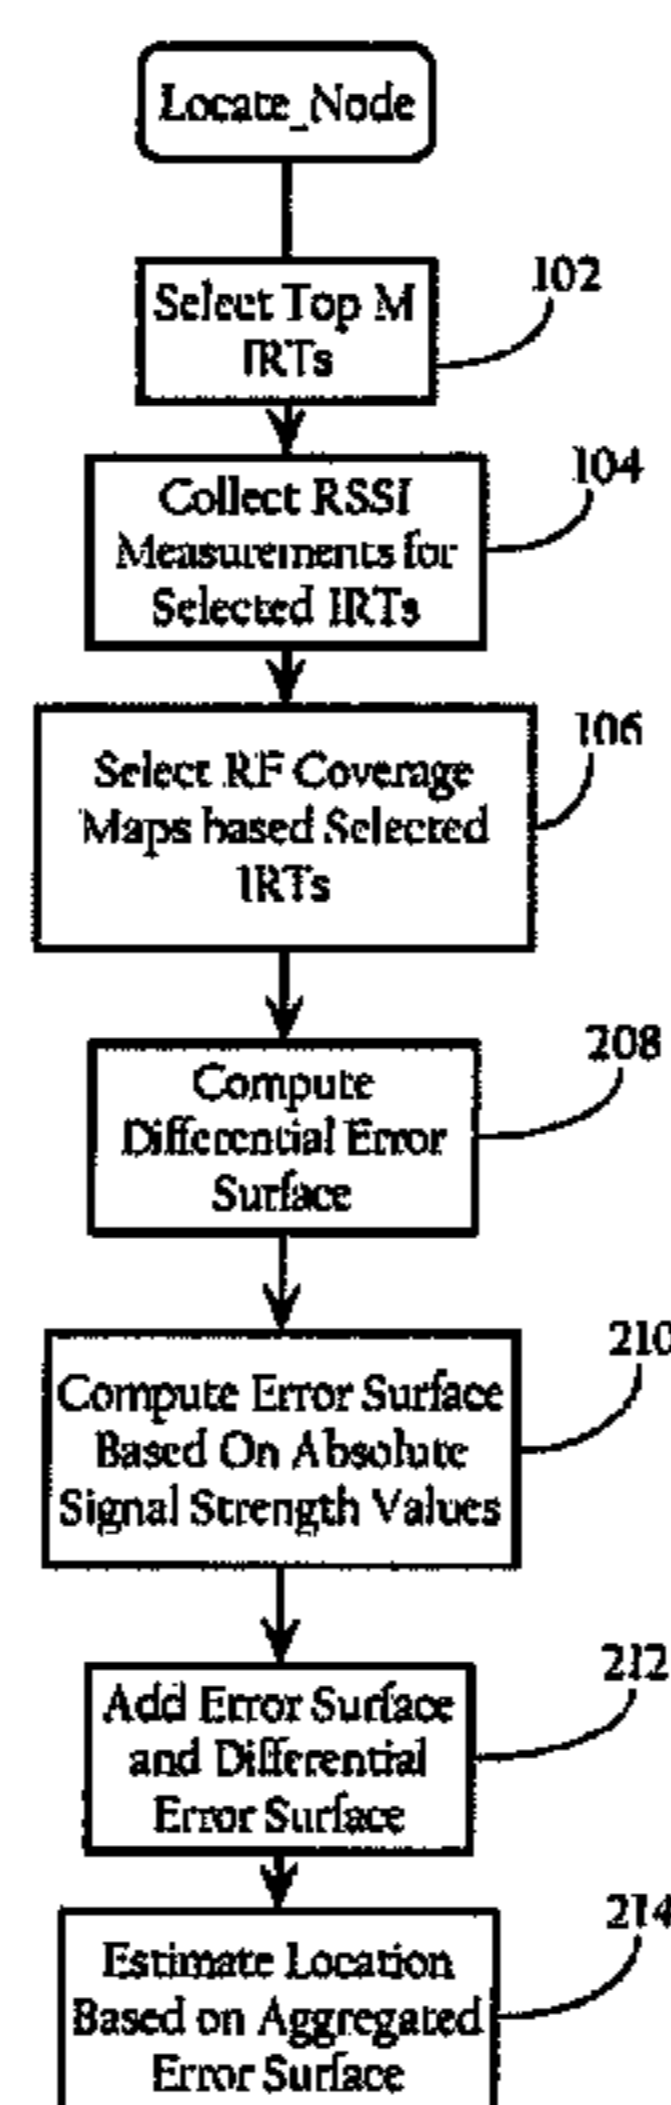 Locate_Node
Select Top M
IRTs
102
Collect RSSI
Measurements for
Selected IRTs
104
Select RF Coverage
Maps based Selected
IRTs
106
Compute
Differential Error
Surface
208
Compute Error Surface
Based On Absolute
Signal Strength Values
210
Add Error Surface
and Differential
Error Surface
212
Estimate Location
Based on Aggregated
Error Surface
214